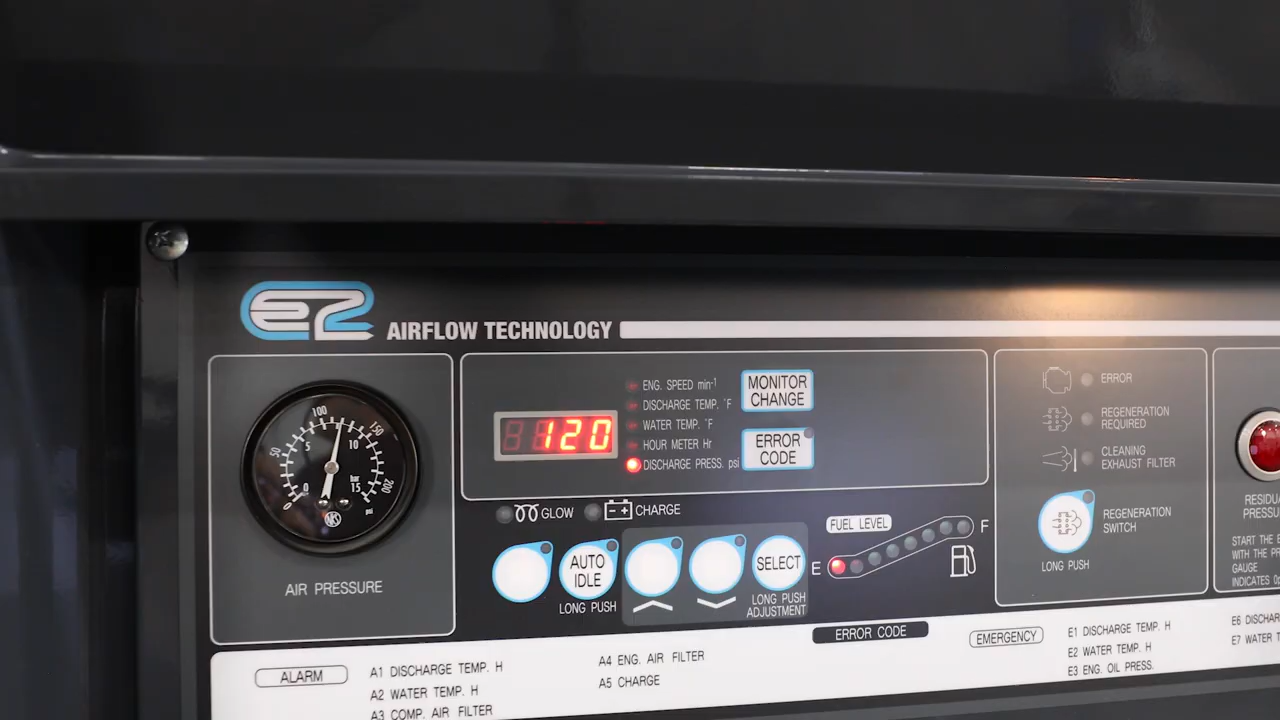 E2 AIRFLOW TECHNOLOGY
100
50
5
10
150
0
bar
15
200
0
psi
NKS
AIR PRESSURE
120
ENG. SPEED min-1
DISCHARGE TEMP. °F
WATER TEMP. °F
HOUR METER Hr
DISCHARGE PRESS. psi
MONITOR
CHANGE
ERROR
CODE
GLOW
CHARGE
AUTO
IDLE
LONG PUSH
SELECT
LONG PUSH
ADJUSTMENT
FUEL LEVEL
E
F
ERROR
REGENERATION
REQUIRED
CLEANING
EXHAUST FILTER
REGENERATION
SWITCH
LONG PUSH
START THE
WITH THE
GAUGE
INDICATES
ERROR CODE
ALARM
A1 DISCHARGE TEMP. H
A2 WATER TEMP. H
A3 COMP. AIR FILTER
A4 ENG. AIR FILTER
A5 CHARGE
EMERGENCY
E1 DISCHARGE TEMP. H
E2 WATER TEMP. H
E3 ENG. OIL PRESS.
E6
E7 WATER